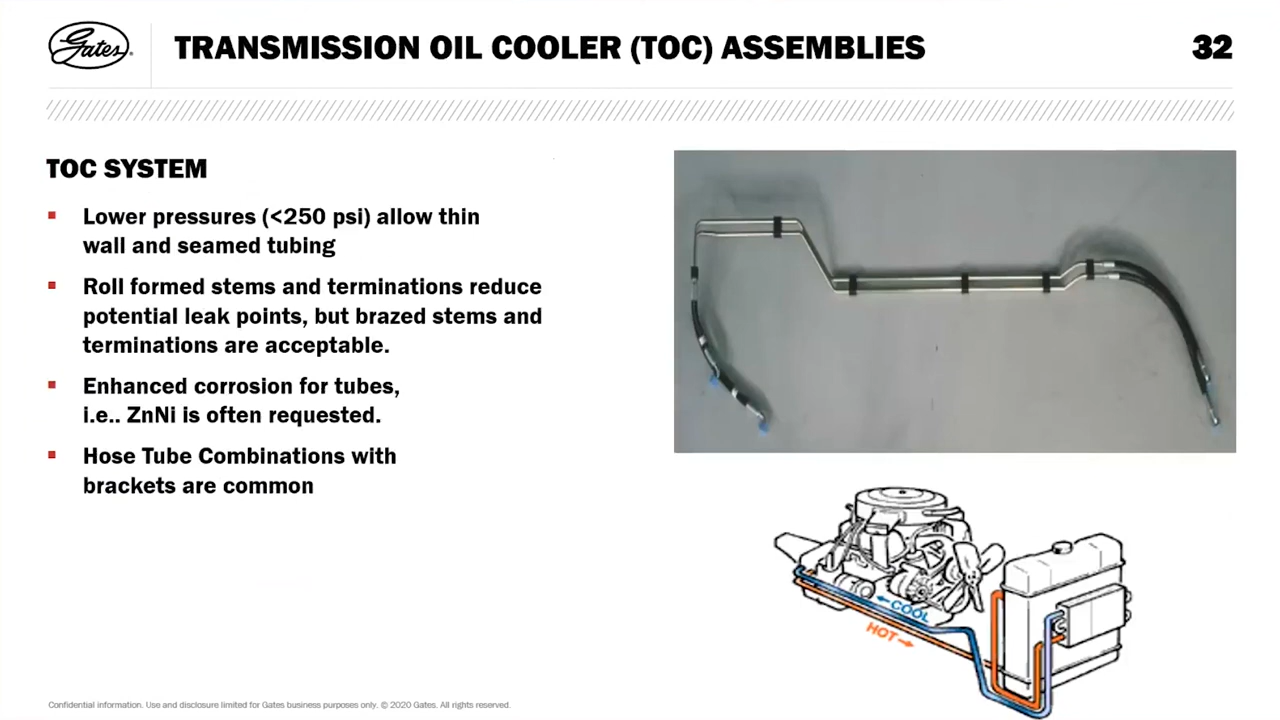 Gates
TRANSMISSION OIL COOLER (TOC) ASSEMBLIES
32
TOC SYSTEM
Lower pressures (<250 psi) allow thin
wall and seamed tubing
Roll formed stems and terminations reduce
potential leak points, but brazed stems and
terminations are acceptable.
Enhanced corrosion for tubes,
i.e.. ZnNi is often requested.
Hose Tube Combinations with
brackets are common
COOL
HOT
Confidential information. Use and disclosure limited for Gates business purposes only. © 2020 Gates. All rights reserved.